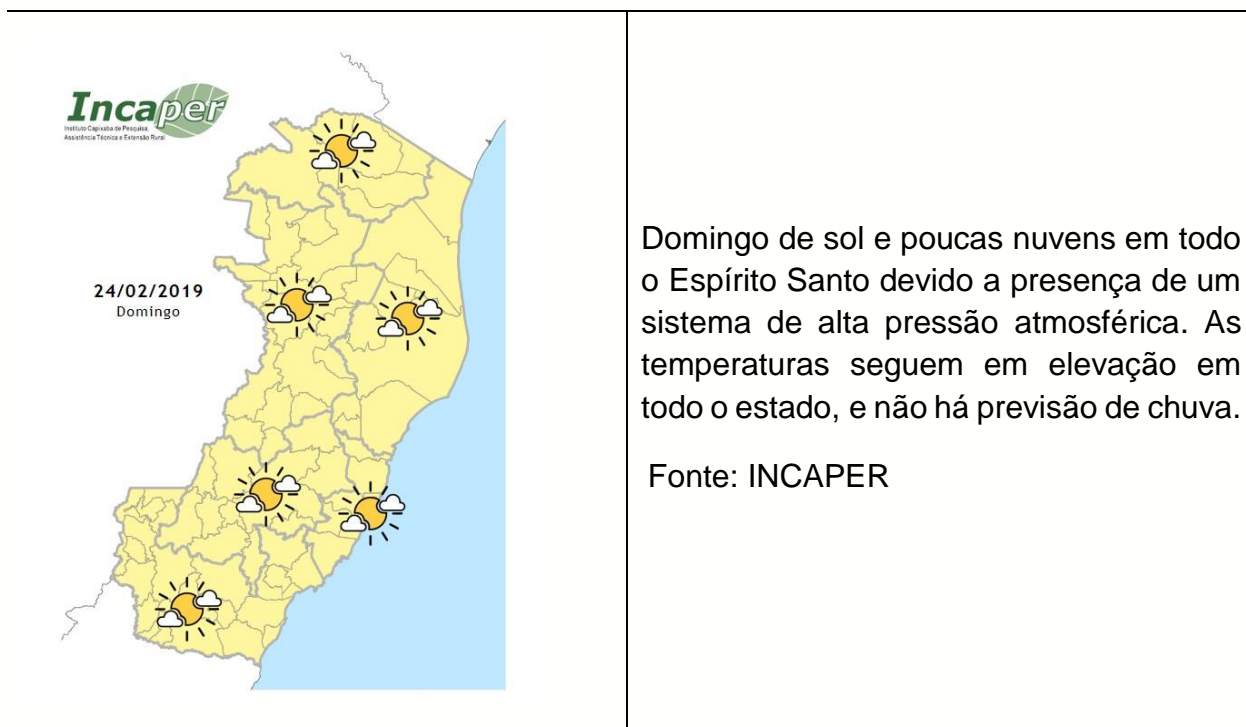 Incaper
Instituto Capixaba de Pesquisa,
Assistência Técnica e Extensão Rural
24/02/2019
Domingo
Domingo de sol e poucas nuvens em todo
o Espírito Santo devido a presença de um
sistema de alta pressão atmosférica. As
temperaturas seguem em elevação em
todo o estado, e não há previsão de chuva.
Fonte: INCAPER